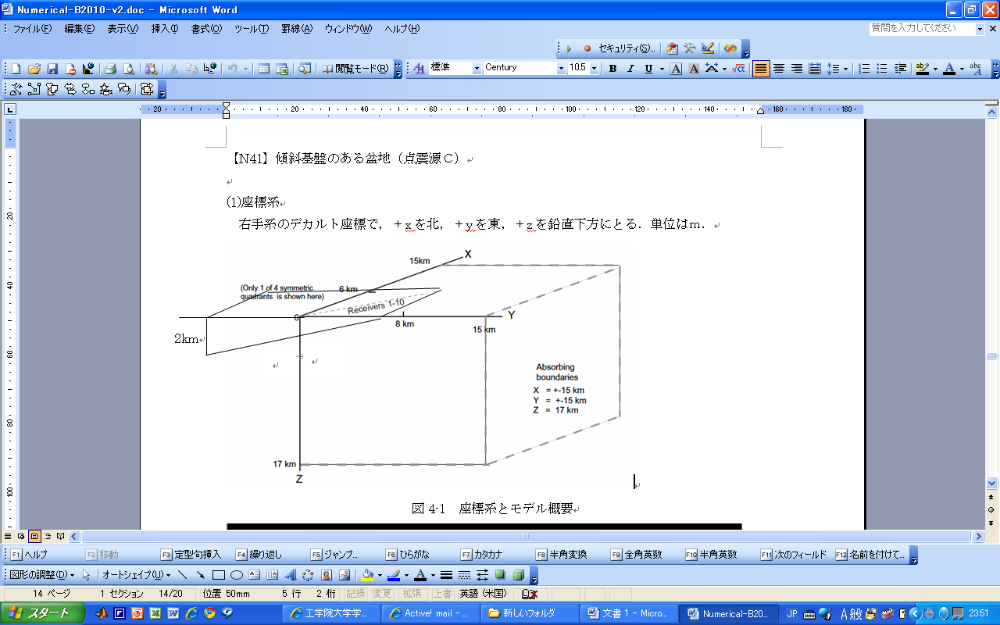 Numerical-B2010-v2.doc - Microsoft Word
ファイル(F) 編集(E) 表示(V) 挿入(I) 書式(O) ツール(T) 罫線(A) ウィンドウ(W) ヘルプ(H)
質問を入力してください
セキュリティ(S)...
閲覧モード(R)
標準
Century
10.5
B I U A A
20 20 40 60 80 100 120 140 160 180
【N41】傾斜基盤のある盆地（点震源Ｃ）
(1)座標系
右手系のデカルト座標で，＋xを北，＋yを東，＋zを鉛直下方にとる．単位はm．
X
15km
(Only 1 of 4 symmetric
quadrants is shown here)
6 km
Receivers 1-10
0
Y
8 km
15 km
2km
Absorbing
boundaries
X = +-15 km
Y = +-15 km
Z = 17 km
17 km
Z
図 4-1　座標系とモデル概要
F1 ヘルプ
F2 移動
F3 定型句挿入
F4 繰り返し
F5 ジャンプ...
F6 ひらがな
F7 カタカナ
F8 半角変換
F9 全角英数
F10 半角英数
F11 次のフィールド
F12 名前を付けて...
図形の調整(D)
オートシェイプ(U)
14 ページ 1 セクション 14/20 位置 50mm 5 行 2 桁 記録 変更 拡張 上書 英語 (米国)
スタート
工学院大学学...
Active! mail - ...
新しいフォルダ
文書 1 - Micro...
Numerical-B20...
JP
A 般
23:51